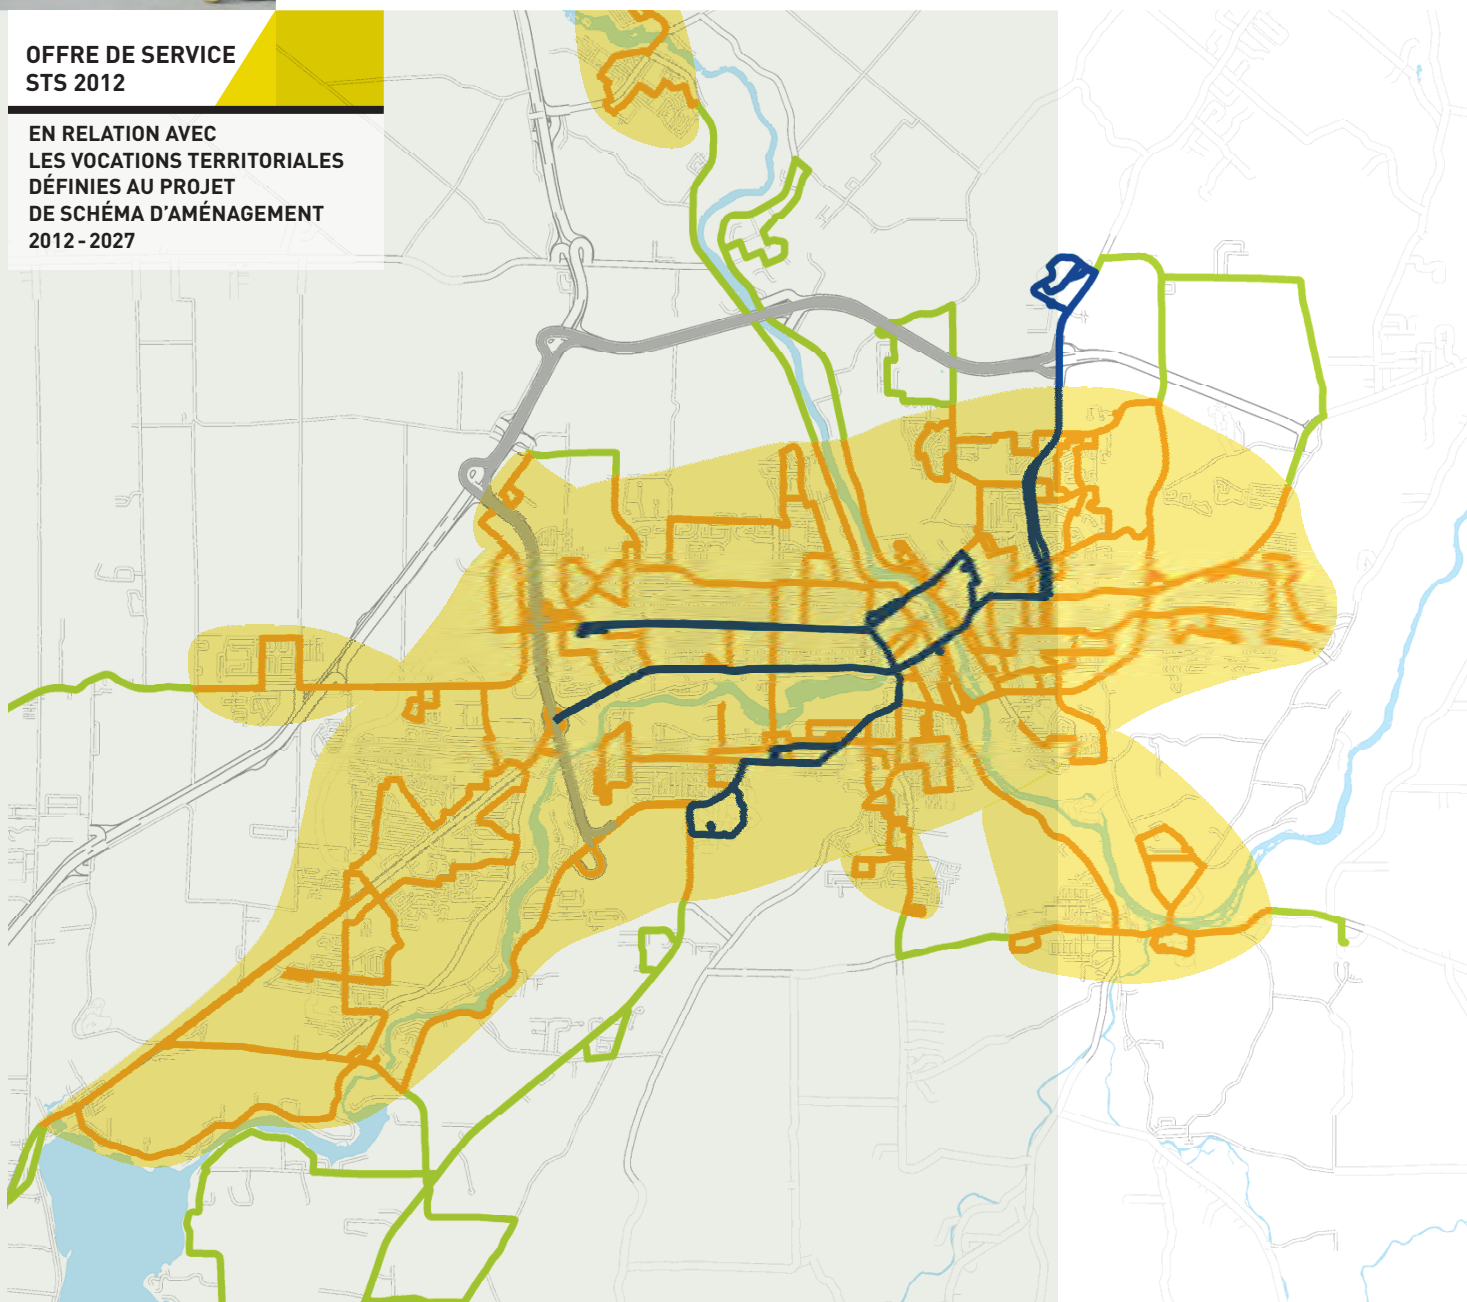 OFFRE DE SERVICE
STS 2012
EN RELATION AVEC
LES VOCATIONS TERRITORIALES
DÉFINIES AU PROJET
DE SCHÉMA D'AMÉNAGEMENT
2012-2027